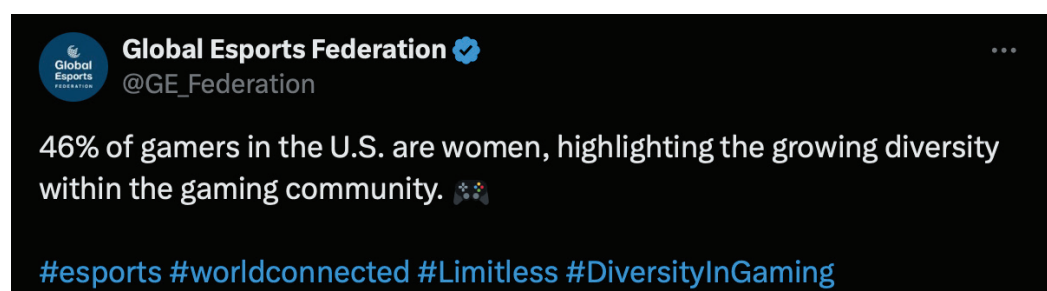 Global Esports Federation
Global
Esports
FEDERATION
@GE_Federation
46% of gamers in the U.S. are women, highlighting the growing diversity
within the gaming community. 🎮
#esports #worldconnected #Limitless #DiversityInGaming